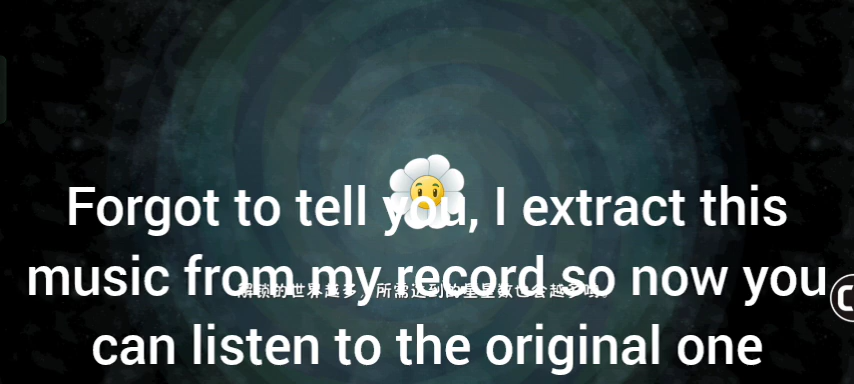 Forgot to tell you, I extract this
music from my record so now you
解锁的世界越多，所需达到的星星数也会越多哦。
can listen to the original one